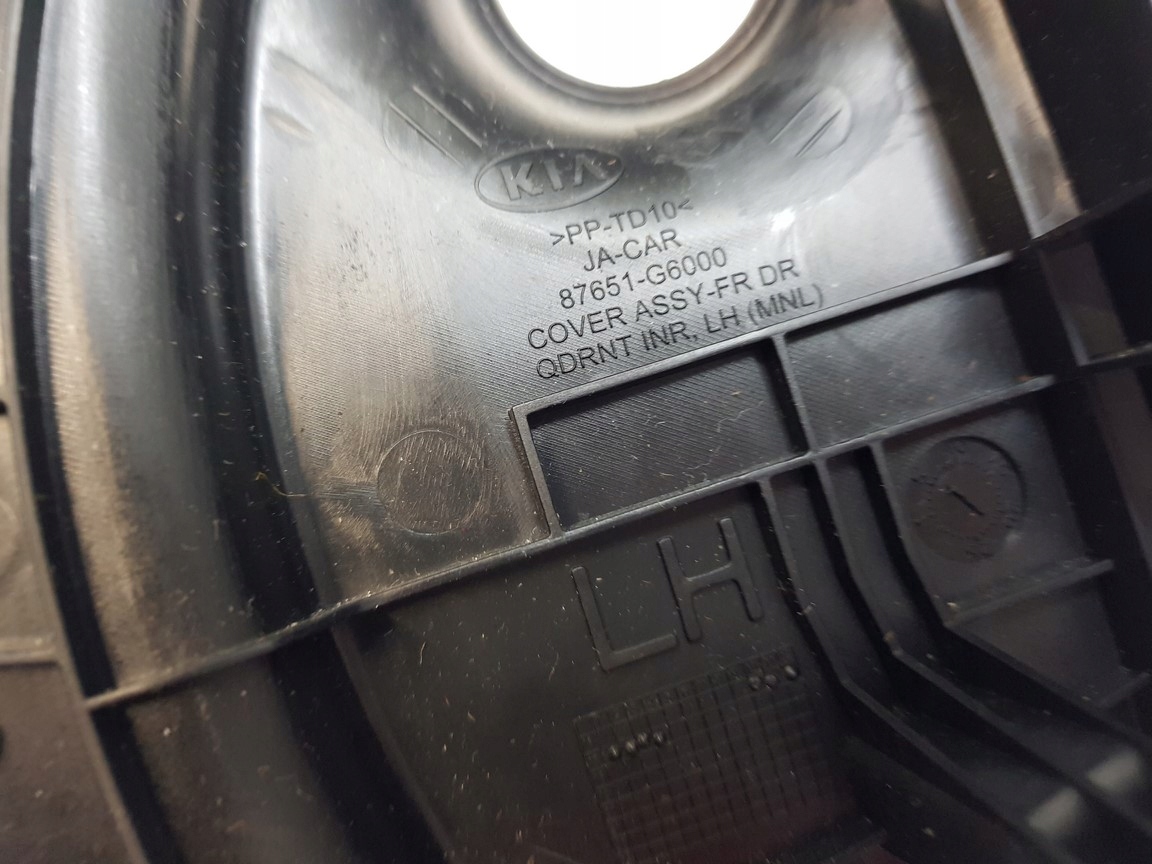 KIA
>PP-TD10<
JA-CAR
87651-G6000
COVER ASSY-FR DR
QDRNT INR, LH (MNL)
LH